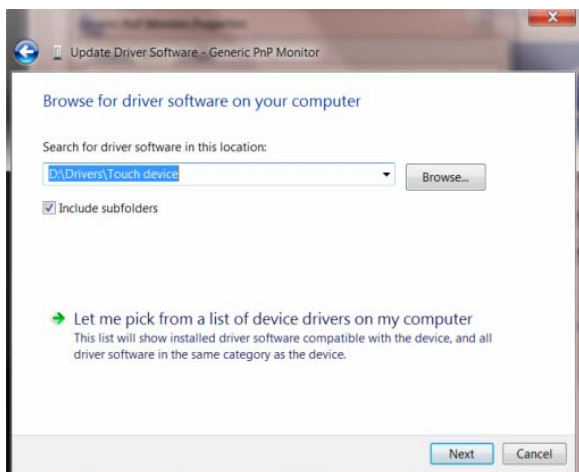 Update Driver Software - Generic PnP Monitor
Browse for driver software on your computer
Search for driver software in this location:
D:\Drivers\Touch device
Browse...
Include subfolders
Let me pick from a list of device drivers on my computer
This list will show installed driver software compatible with the device, and all
driver software in the same category as the device.
Next
Cancel